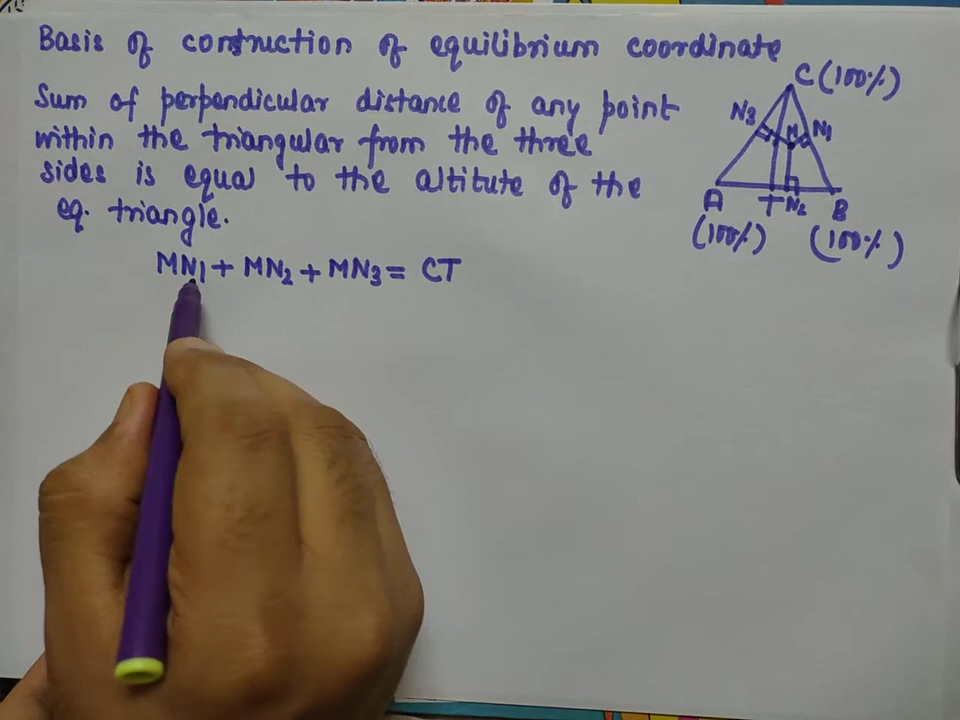 Basis of construction of equilibrium coordinate
Sum of perpendicular distance of any point
within the triangular from the three
sides is equal to the altitute of the
eq. triangle.
MN1 + MN2 + MN3 = CT
C (100%)
N3
M
N1
A
T
N2
B
(100%)
(100%)